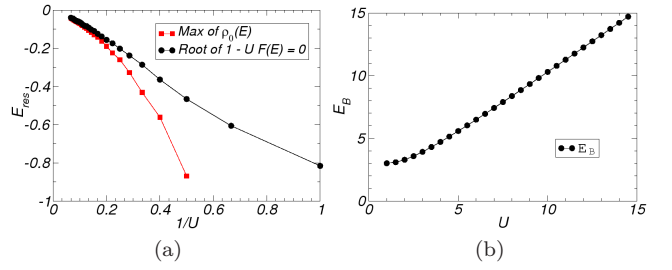 0
-0.2
-0.4
-0.6
-0.8
-1
E_res
0 0.2 0.4 0.6 0.8 1
1/U
Max of ρ_0(E)
Root of 1 - U F(E) = 0
(a)
15
10
5
0
E_B
0 5 10 15
U
E_B
(b)